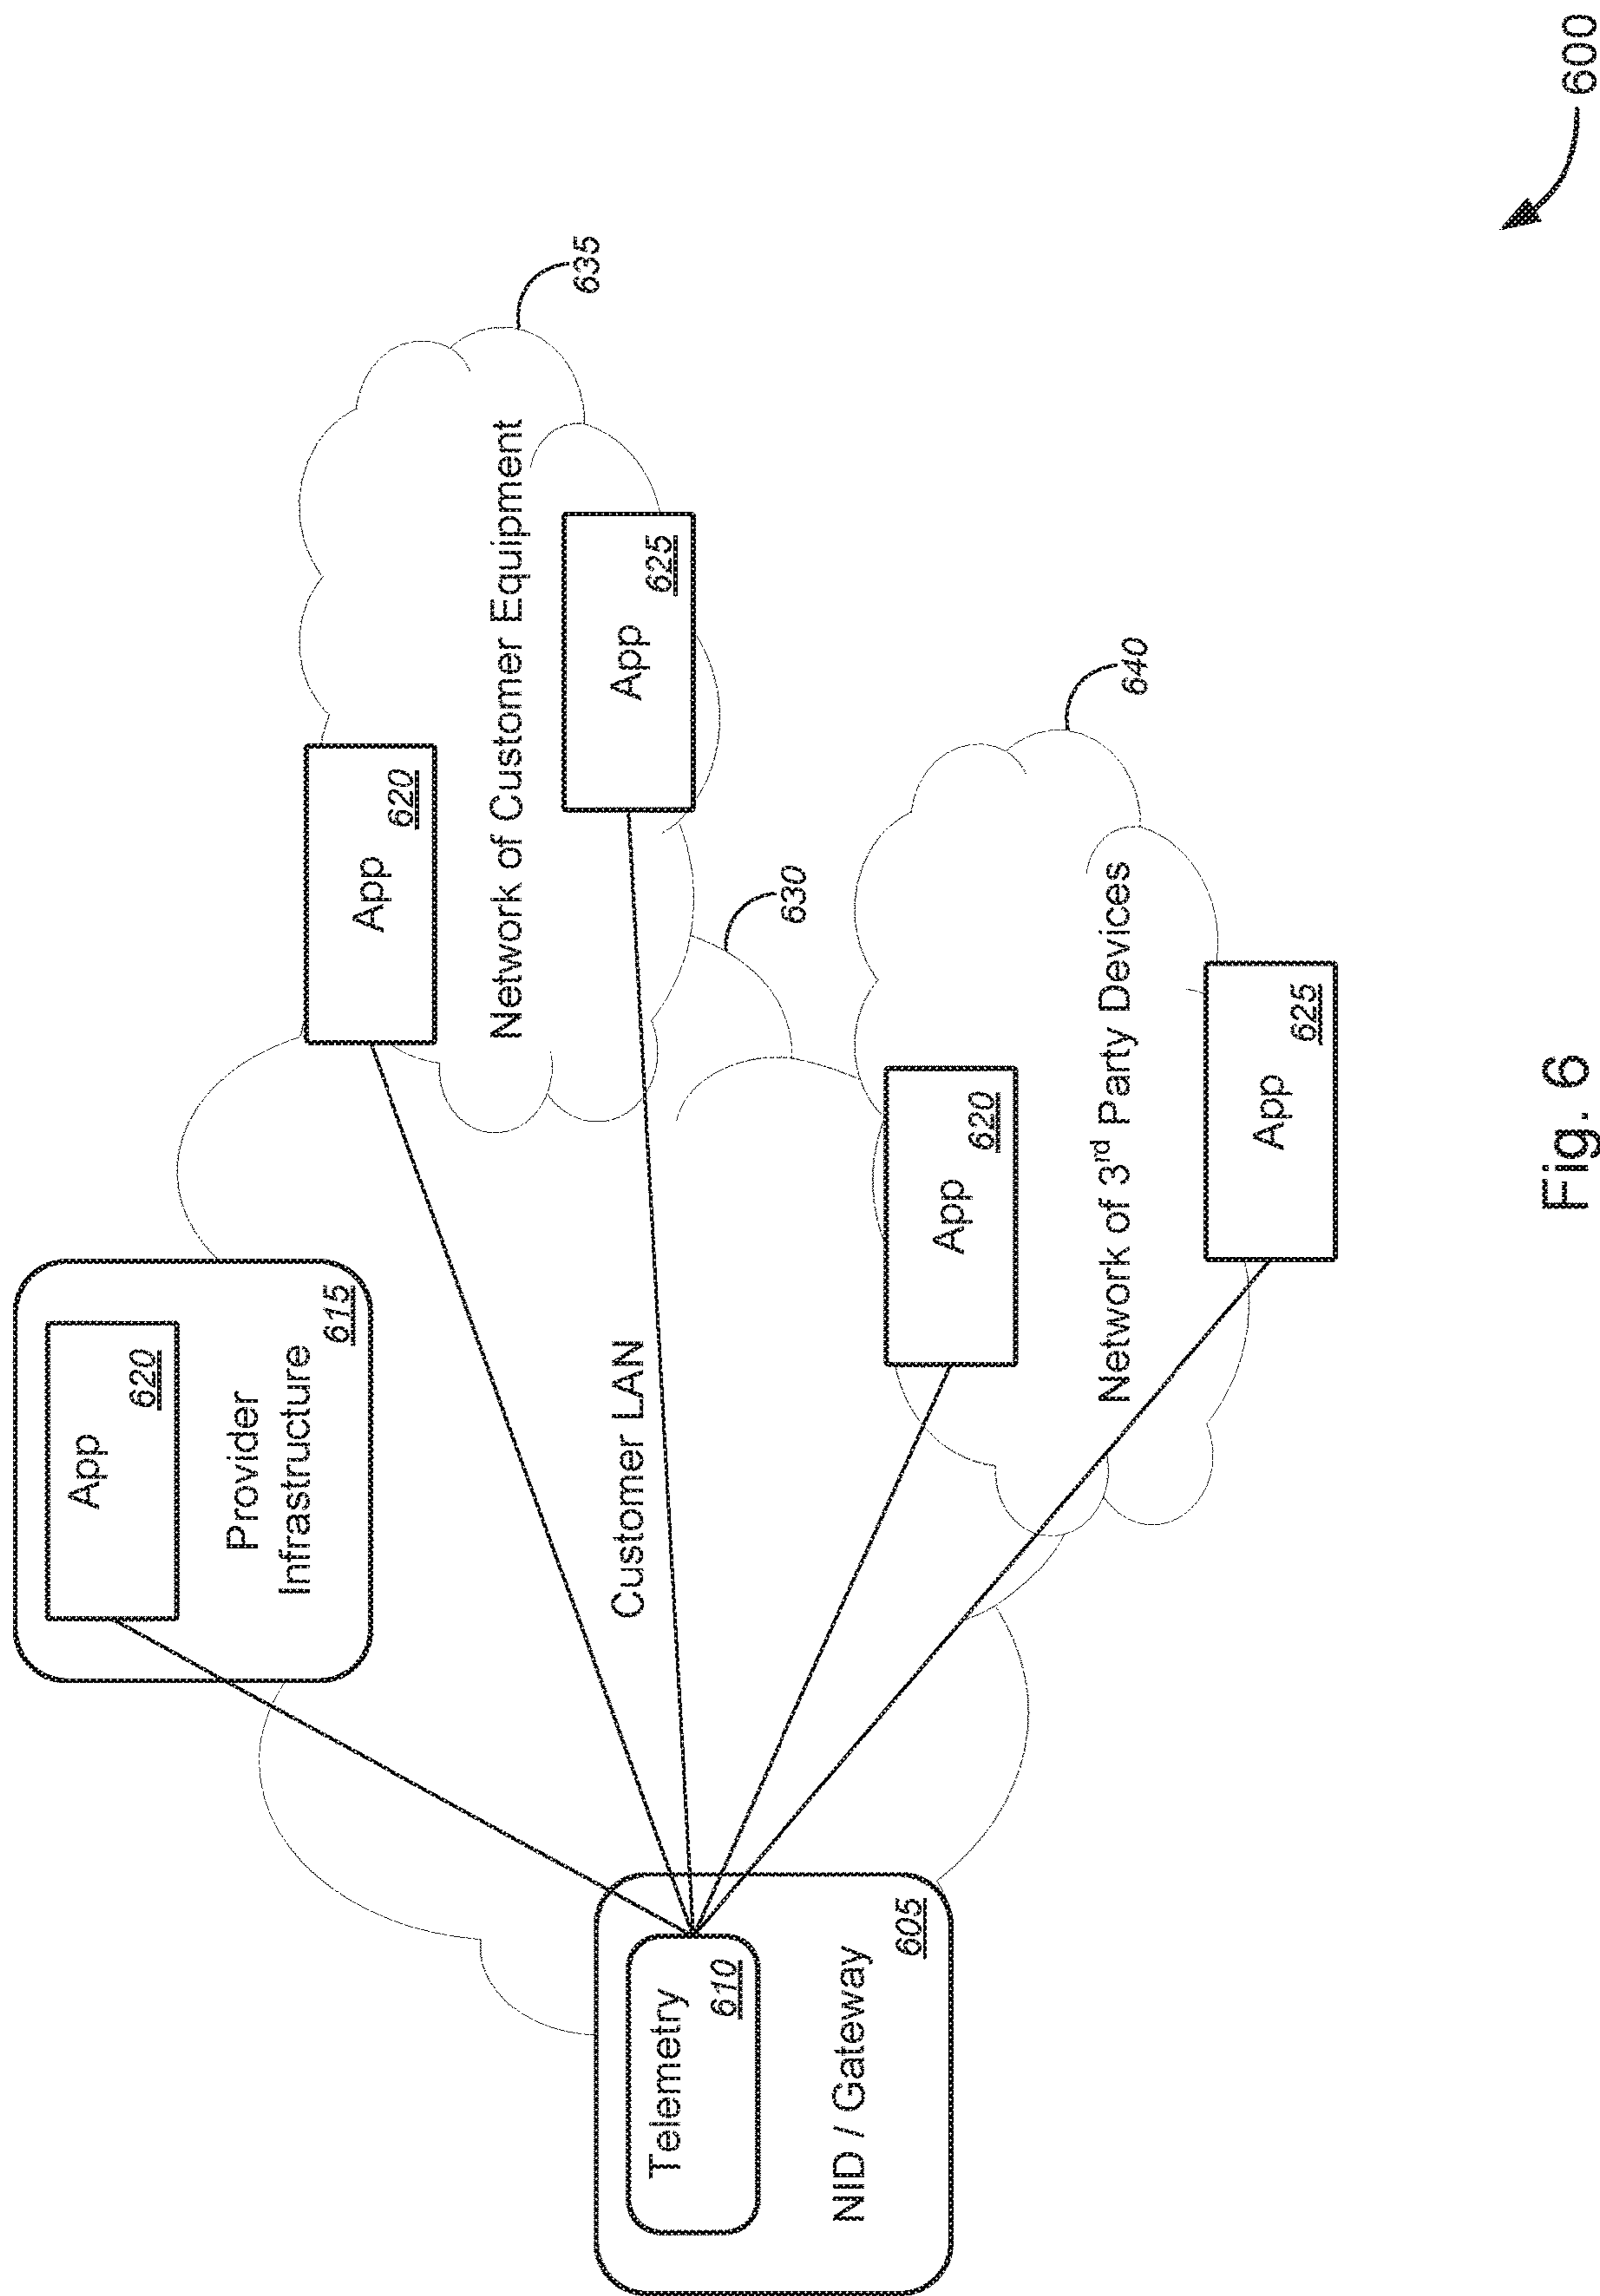 Telemetry
610
NID / Gateway
605
App
620
Provider
Infrastructure
615
Customer LAN
App
620
Network of Customer Equipment
App
625
635
630
App
620
Network of 3rd Party Devices
App
625
640
600
Fig. 6